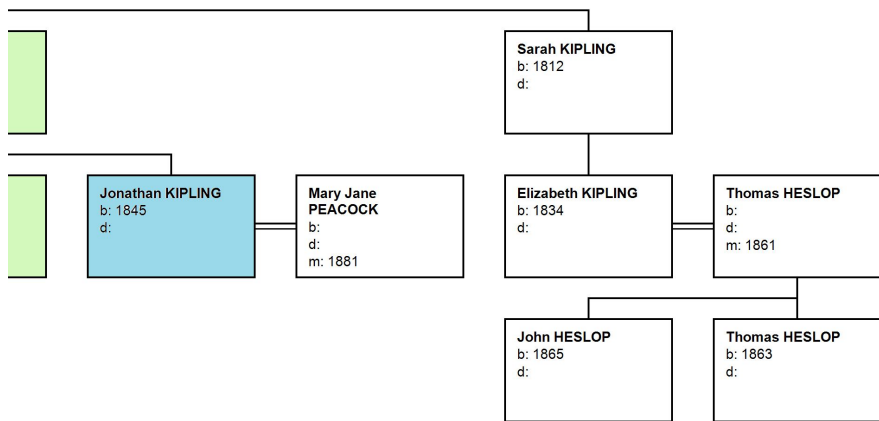 Sarah KIPLING
b: 1812
d:
Jonathan KIPLING
b: 1845
d:
Mary Jane
PEACOCK
b:
d:
m: 1881
Elizabeth KIPLING
b: 1834
d:
Thomas HESLOP
b:
d:
m: 1861
John HESLOP
b: 1865
d:
Thomas HESLOP
b: 1863
d: